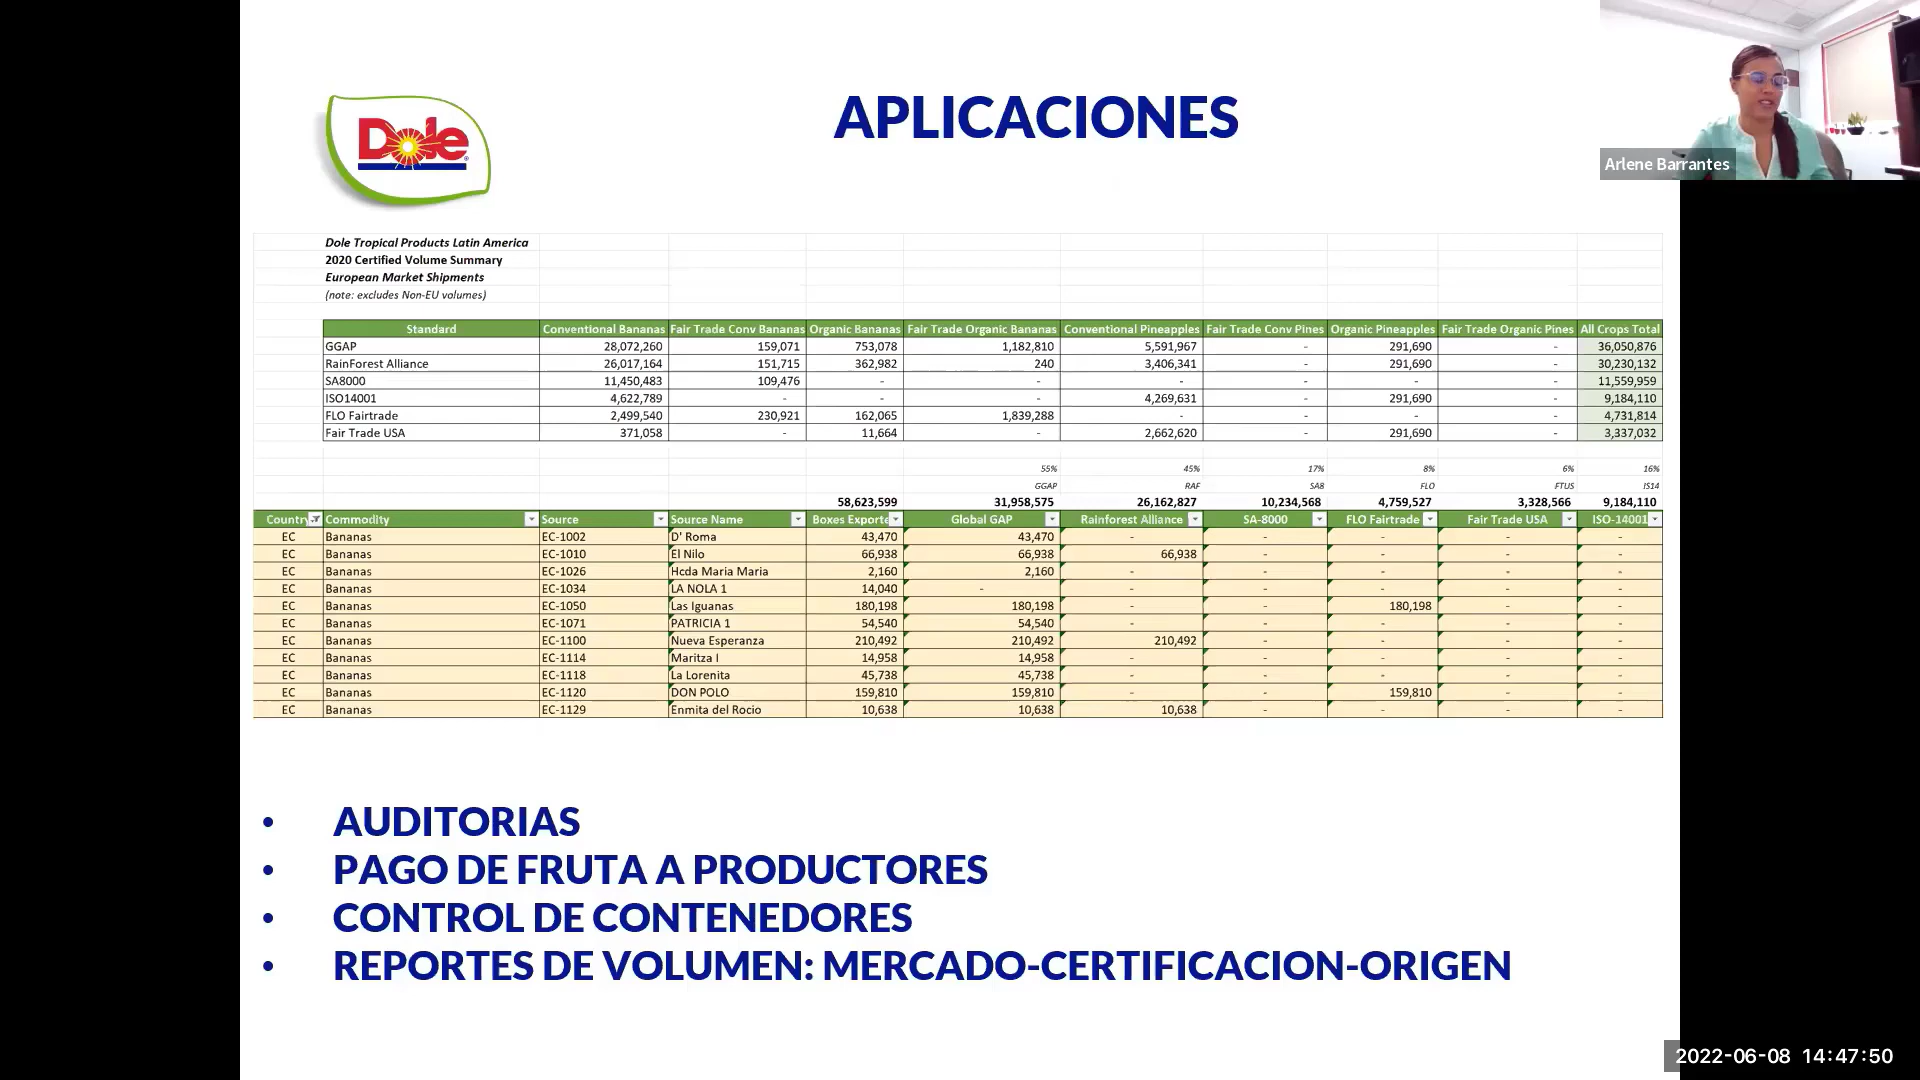 APLICACIONES
Dole
Arlene Barrantes
Dole Tropical Products Latin America
2020 Certified Volume Summary
European Market Shipments
(note: excludes Non-EU volumes)
Standard Conventional Bananas Fair Trade Conv Bananas Organic Bananas Fair Trade Organic Bananas Conventional Pineapples Fair Trade Conv Pines Organic Pineapples Fair Trade Organic Pines All Crops Total
GGAP 28,072,260 159,071 753,078 1,182,810 5,591,967 - 291,690 - 36,050,876
RainForest Alliance 26,017,164 151,715 362,982 240 3,406,341 - 291,690 - 30,230,132
SA8000 11,450,483 109,476 - - - - - - 11,559,959
ISO14001 4,622,789 - - - 4,269,631 - 291,690 - 9,184,110
FLO Fairtrade 2,499,540 230,921 162,065 1,839,288 - - - - 4,731,814
Fair Trade USA 371,058 - 11,664 - 2,662,620 - 291,690 - 3,337,032
55% 45% 17% 8% 6% 16%
GGAP RAF SA8 FLO FTUS IS14
58,623,599 31,958,575 26,162,827 10,234,568 4,759,527 3,328,566 9,184,110
Country Commodity Source Source Name Boxes Exporte Global GAP Rainforest Alliance SA-8000 FLO Fairtrade Fair Trade USA ISO-14001
EC Bananas EC-1002 D' Roma 43,470 43,470 - - - - -
EC Bananas EC-1010 El Nilo 66,938 66,938 66,938 - - - -
EC Bananas EC-1026 Hcda Maria Maria 2,160 2,160 - - - - -
EC Bananas EC-1034 LA NOLA 1 14,040 - - - - - -
EC Bananas EC-1050 Las Iguanas 180,198 180,198 - - 180,198 - -
EC Bananas EC-1071 PATRICIA 1 54,540 54,540 - - - - -
EC Bananas EC-1100 Nueva Esperanza 210,492 210,492 210,492 - - - -
EC Bananas EC-1114 Maritza I 14,958 14,958 - - - - -
EC Bananas EC-1118 La Lorenita 45,738 45,738 - - - - -
EC Bananas EC-1120 DON POLO 159,810 159,810 - - 159,810 - -
EC Bananas EC-1129 Enmita del Rocio 10,638 10,638 10,638 - - - -
• AUDITORIAS
• PAGO DE FRUTA A PRODUCTORES
• CONTROL DE CONTENEDORES
• REPORTES DE VOLUMEN: MERCADO-CERTIFICACION-ORIGEN
2022-06-08 14:47:50